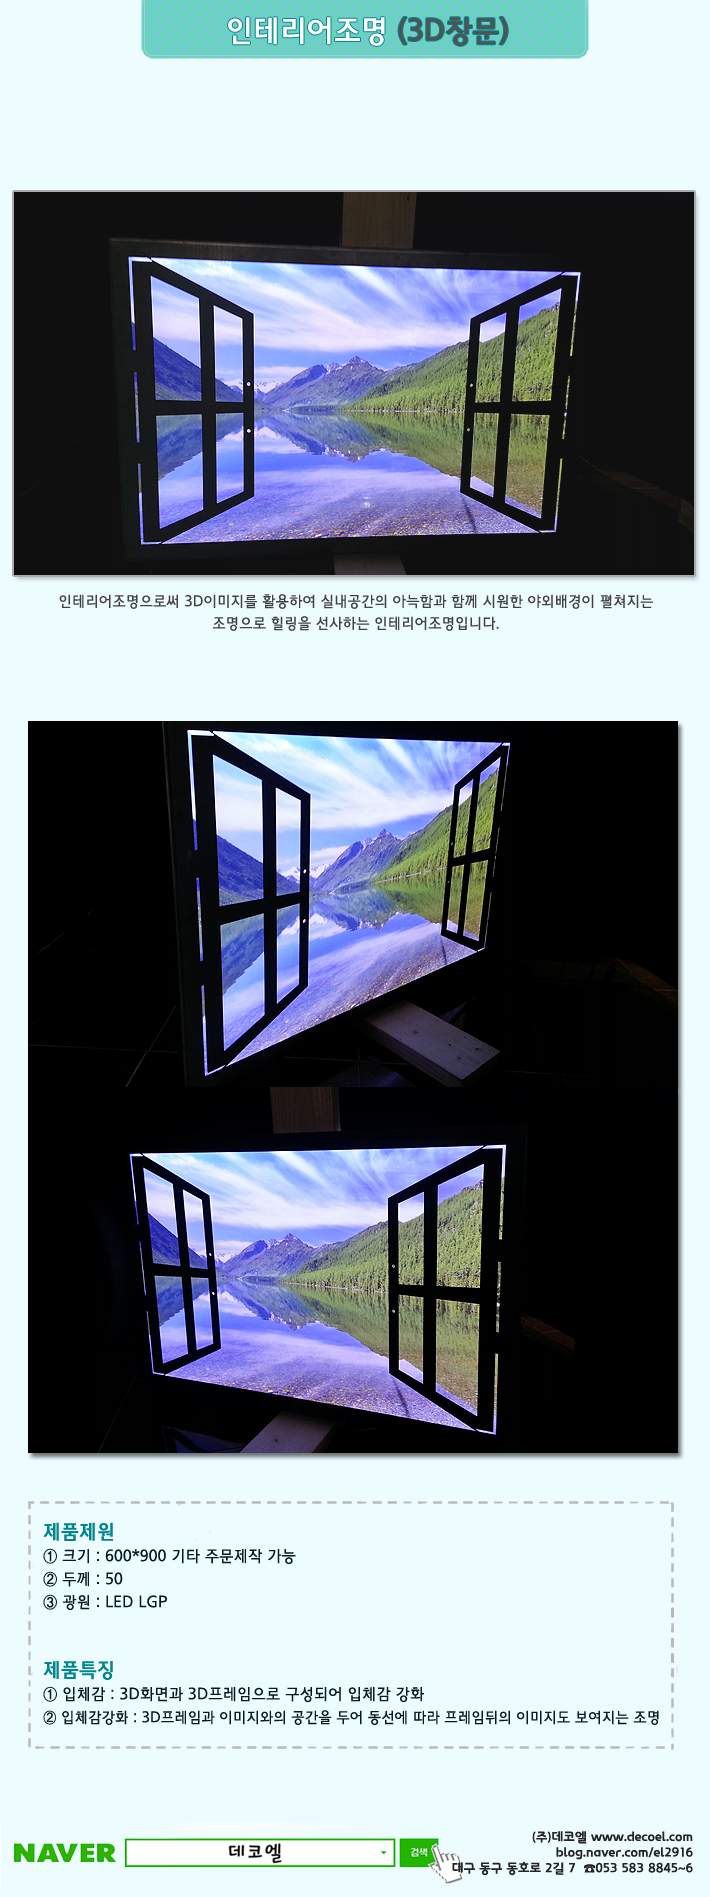 인테리어조명 (3D창문)
인테리어조명으로써 3D이미지를 활용하여 실내공간의 아늑함과 함께 시원한 야외배경이 펼쳐지는
조명으로 힐링을 선사하는 인테리어조명입니다.
제품제원
① 크기 : 600*900 기타 주문제작 가능
② 두께 : 50
③ 광원 : LED LGP
제품특징
① 입체감 : 3D화면과 3D프레임으로 구성되어 입체감 강화
② 입체감강화 : 3D프레임과 이미지와의 공간을 두어 동선에 따라 프레임뒤의 이미지도 보여지는 조명
NAVER 데코엘 검색
(주)데코엘 www.decoel.com
blog.naver.com/el2916
대구 동구 동호로 2길 7 ☎053 583 8845~6